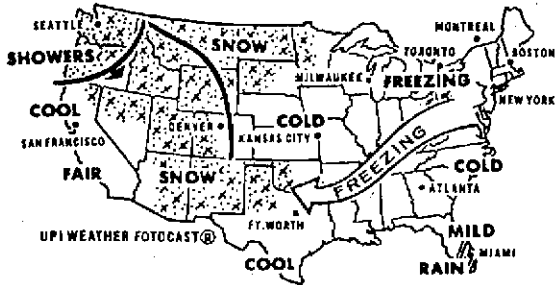 SEATTLE
SHOWERS
SNOW
MONTREAL
TORONTO
BOSTON
MILWAUKEE
FREEZING
NEW YORK
COOL
SAN FRANCISCO
DENVER
COLD
KANSAS CITY
FAIR
SNOW
FREEZING
COLD
ATLANTA
FT. WORTH
UPI WEATHER FOTOCAST®
COOL
MILD
MIAMI
RAIN